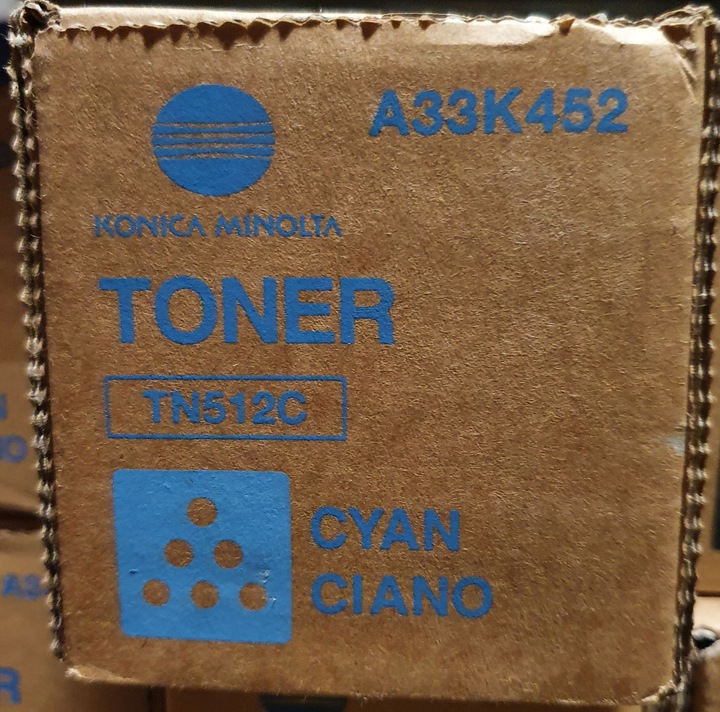 A33K452
KONICA MINOLTA
TONER
TN512C
CYAN
CIANO